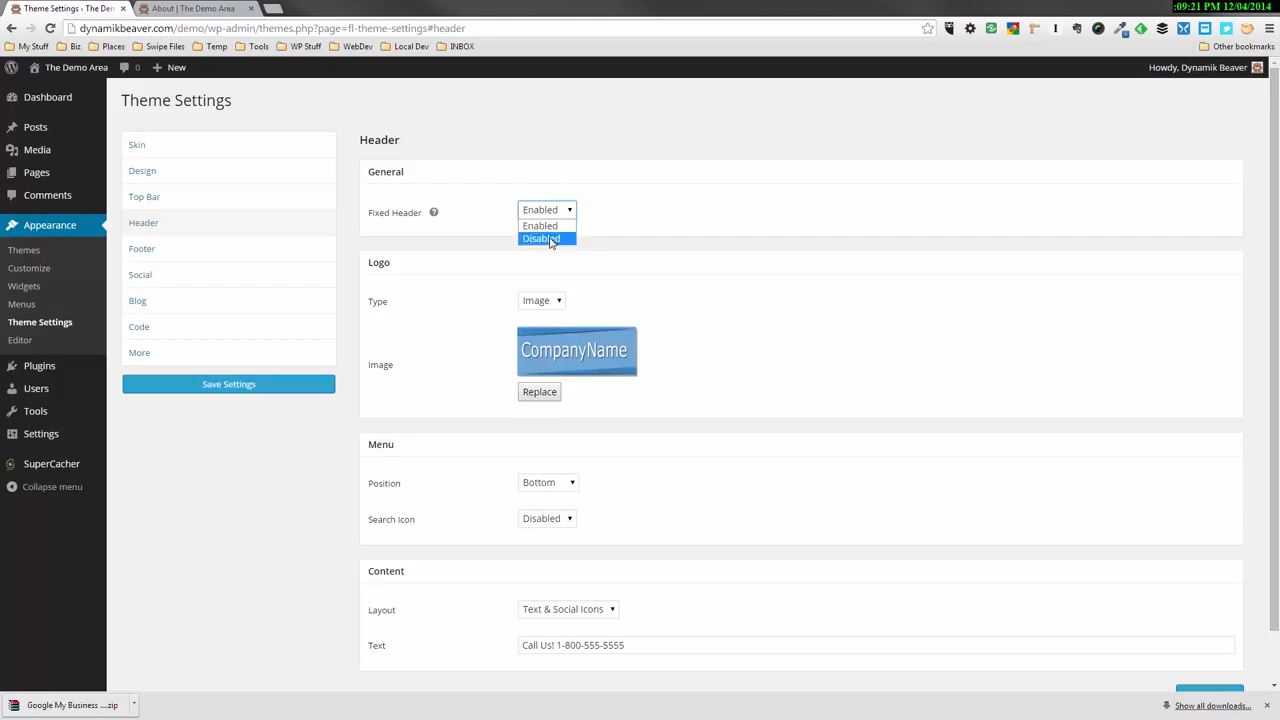 Theme Settings ‹ The Dem
About | The Demo Area
:09:21 PM 12/04/2014
dynamikbeaver.com/demo/wp-admin/themes.php?page=fl-theme-settings#header
My Stuff
Biz
Places
Swipe Files
Temp
Tools
WP Stuff
WebDev
Local Dev
INBOX
Other bookmarks
The Demo Area
0
New
Howdy, Dynamik Beaver
Dashboard
Posts
Media
Pages
Comments
Appearance
Themes
Customize
Widgets
Menus
Theme Settings
Editor
Plugins
Users
Tools
Settings
SuperCacher
Collapse menu
Theme Settings
Skin
Design
Top Bar
Header
Footer
Social
Blog
Code
More
Save Settings
Header
General
Fixed Header ?
Enabled
Enabled
Disabled
Logo
Type
Image
Image
CompanyName
Replace
Menu
Position
Bottom
Search Icon
Disabled
Content
Layout
Text & Social Icons
Text
Call Us! 1-800-555-5555
Google My Business ....zip
Show all downloads...